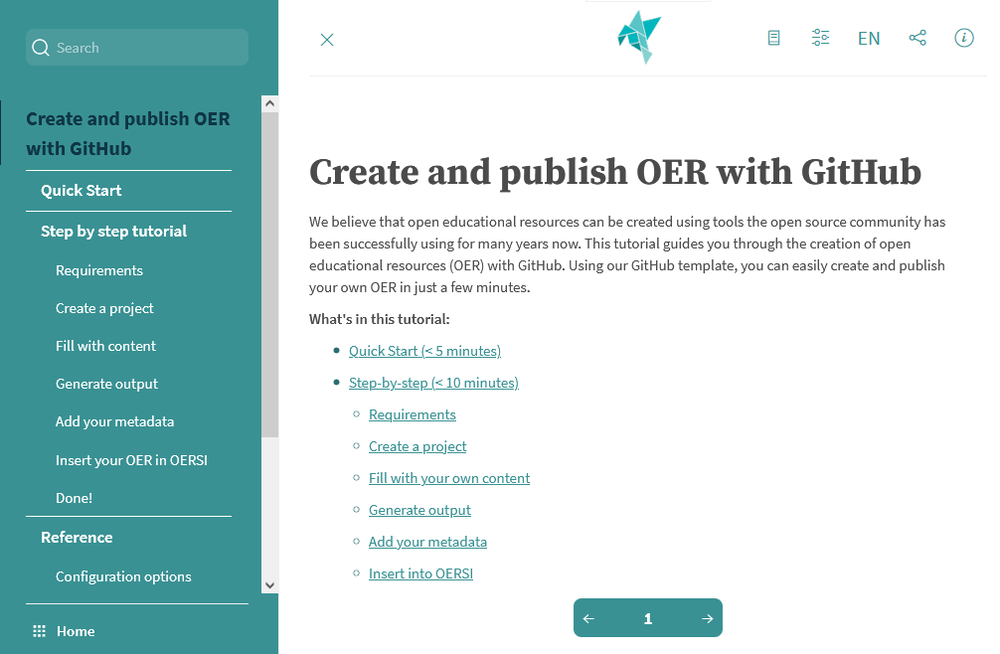 Search
Create and publish OER
with GitHub
Quick Start
Step by step tutorial
Requirements
Create a project
Fill with content
Generate output
Add your metadata
Insert your OER in OERSI
Done!
Reference
Configuration options
Home
EN
Create and publish OER with GitHub
We believe that open educational resources can be created using tools the open source community has
been successfully using for many years now. This tutorial guides you through the creation of open
educational resources (OER) with GitHub. Using our GitHub template, you can easily create and publish
your own OER in just a few minutes.
What's in this tutorial:
Quick Start (< 5 minutes)
Step-by-step (< 10 minutes)
Requirements
Create a project
Fill with your own content
Generate output
Add your metadata
Insert into OERSI
1